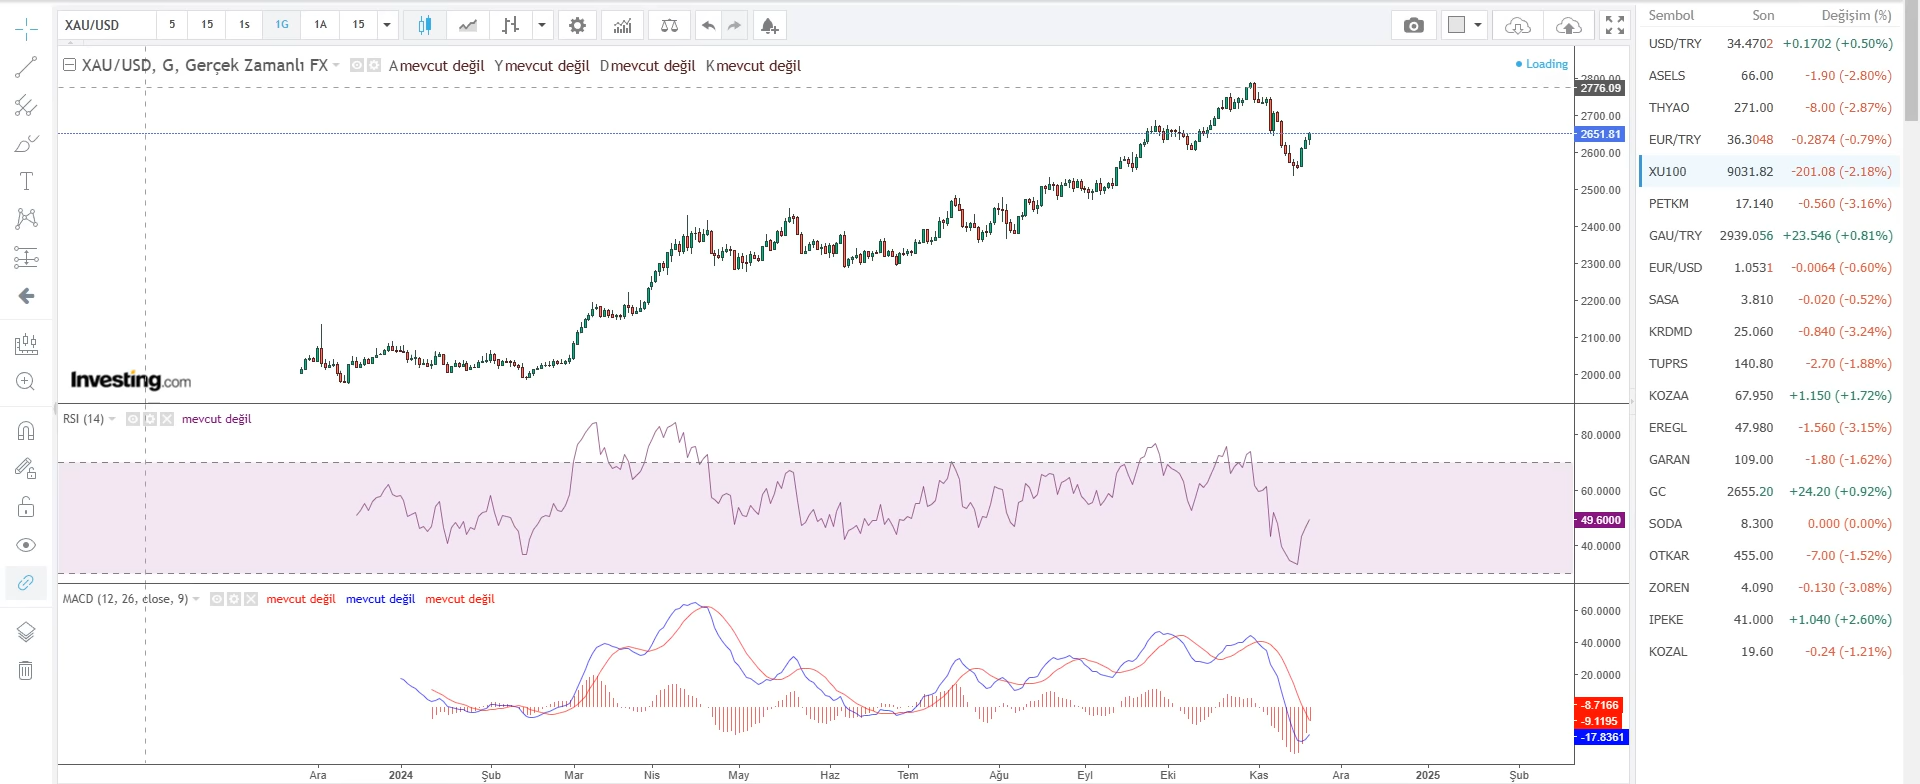 XAU/USD 5 15 1s 1G 1A 15
XAU/USD, G, Gerçek Zamanlı FX Amevcut değil Ymevcut değil Dmevcut değil Kmevcut değil
Loading
2800.00
2776.09
2700.00
2651.81
2600.00
2500.00
2400.00
2300.00
2200.00
2100.00
2000.00
Investing.com
RSI (14) mevcut değil
80.0000
60.0000
49.6000
40.0000
MACD (12, 26, close, 9) mevcut değil mevcut değil mevcut değil
60.0000
40.0000
20.0000
-8.7166
-9.1195
-17.8361
Ara 2024 Şub Mar Nis May Haz Tem Ağu Eyl Eki Kas Ara 2025 Şub
Sembol Son Değişim (%)
USD/TRY 34.4702 +0.1702 (+0.50%)
ASELS 66.00 -1.90 (-2.80%)
THYAO 271.00 -8.00 (-2.87%)
EUR/TRY 36.3048 -0.2874 (-0.79%)
XU100 9031.82 -201.08 (-2.18%)
PETKM 17.140 -0.560 (-3.16%)
GAU/TRY 2939.056 +23.546 (+0.81%)
EUR/USD 1.0531 -0.0064 (-0.60%)
SASA 3.810 -0.020 (-0.52%)
KRDMD 25.060 -0.840 (-3.24%)
TUPRS 140.80 -2.70 (-1.88%)
KOZAA 67.950 +1.150 (+1.72%)
EREGL 47.980 -1.560 (-3.15%)
GARAN 109.00 -1.80 (-1.62%)
GC 2655.20 +24.20 (+0.92%)
SODA 8.300 0.000 (0.00%)
OTKAR 455.00 -7.00 (-1.52%)
ZOREN 4.090 -0.130 (-3.08%)
IPEKE 41.000 +1.040 (+2.60%)
KOZAL 19.60 -0.24 (-1.21%)